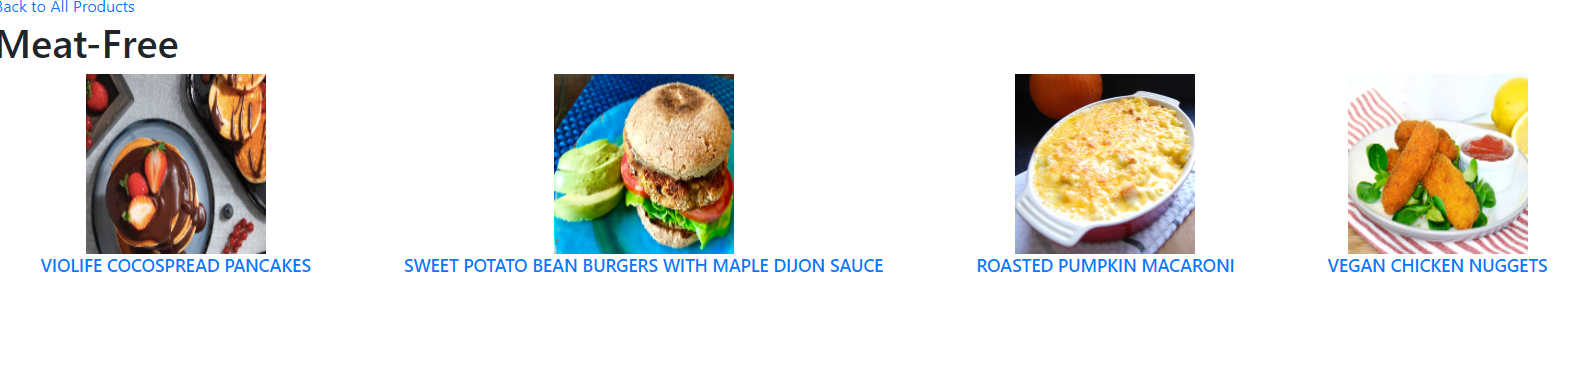 Back to All Products
Meat-Free
VIOLIFE COCOSPREAD PANCAKES
SWEET POTATO BEAN BURGERS WITH MAPLE DIJON SAUCE
ROASTED PUMPKIN MACARONI
VEGAN CHICKEN NUGGETS